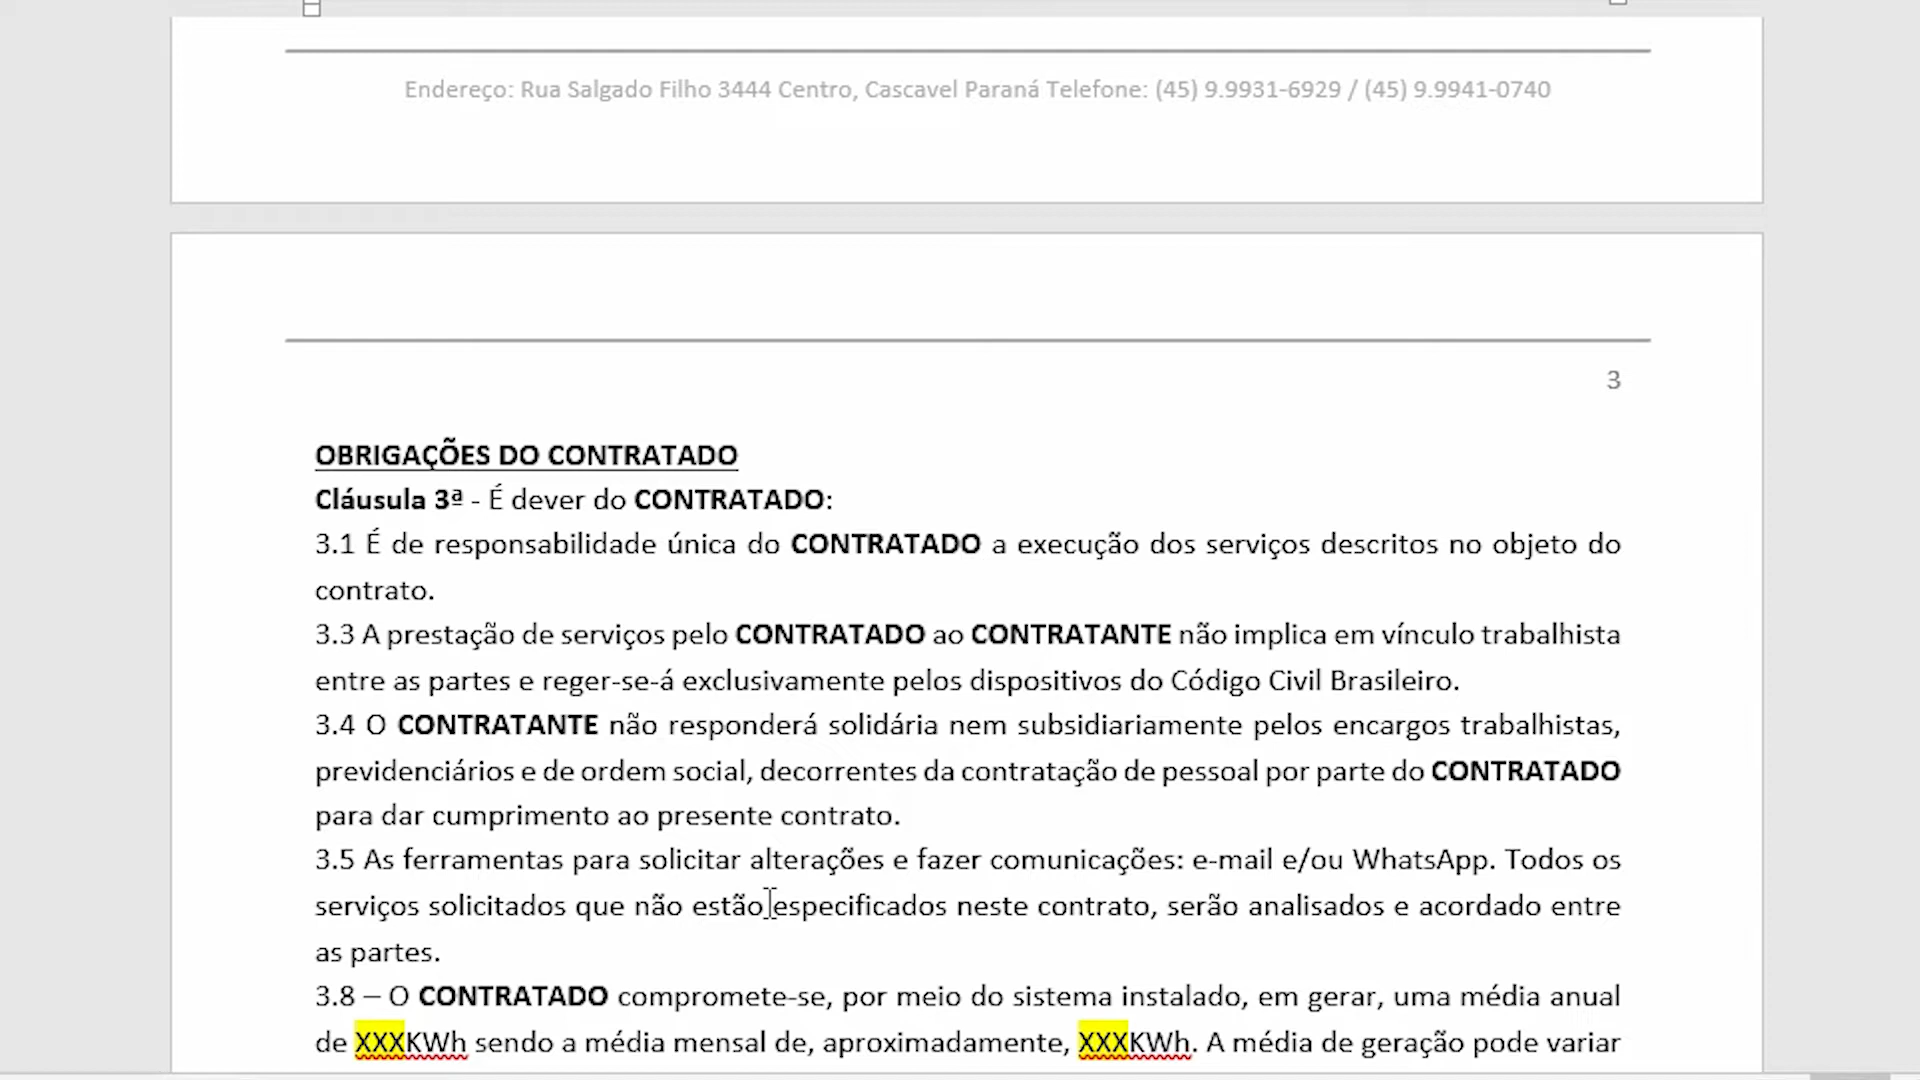 Endereço: Rua Salgado Filho 3444 Centro, Cascavel Paraná Telefone: (45) 9.9931-6929 / (45) 9.9941-0740
3
OBRIGAÇÕES DO CONTRATADO
Cláusula 3ª - É dever do CONTRATADO:
3.1 É de responsabilidade única do CONTRATADO a execução dos serviços descritos no objeto do
contrato.
3.3 A prestação de serviços pelo CONTRATADO ao CONTRATANTE não implica em vínculo trabalhista
entre as partes e reger-se-á exclusivamente pelos dispositivos do Código Civil Brasileiro.
3.4 O CONTRATANTE não responderá solidária nem subsidiariamente pelos encargos trabalhistas,
previdenciários e de ordem social, decorrentes da contratação de pessoal por parte do CONTRATADO
para dar cumprimento ao presente contrato.
3.5 As ferramentas para solicitar alterações e fazer comunicações: e-mail e/ou WhatsApp. Todos os
serviços solicitados que não estão especificados neste contrato, serão analisados e acordado entre
as partes.
3.8 – O CONTRATADO compromete-se, por meio do sistema instalado, em gerar, uma média anual
de XXXKWh sendo a média mensal de, aproximadamente, XXXKWh. A média de geração pode variar